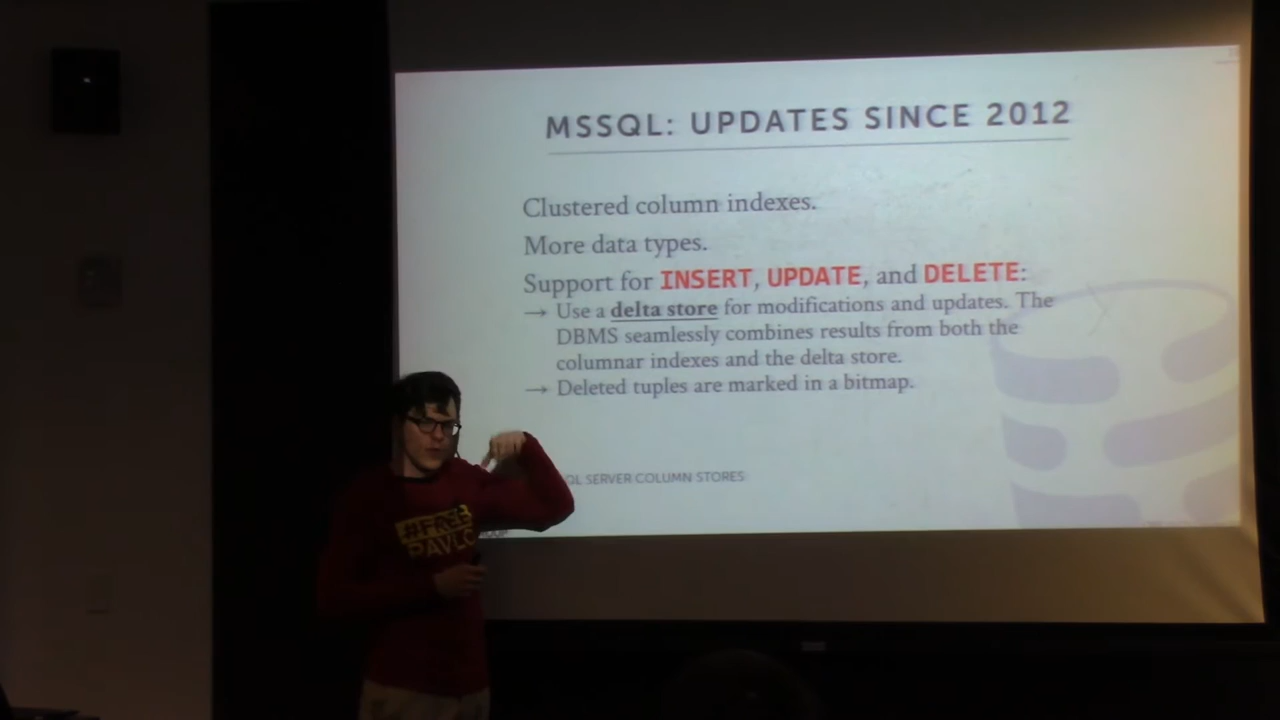 MSSQL: UPDATES SINCE 2012
Clustered column indexes.
More data types.
Support for INSERT, UPDATE, and DELETE:
→ Use a delta store for modifications and updates. The
DBMS seamlessly combines results from both the
columnar indexes and the delta store.
→ Deleted tuples are marked in a bitmap.
SERVER COLUMN STORES
#FREE
PAVLO